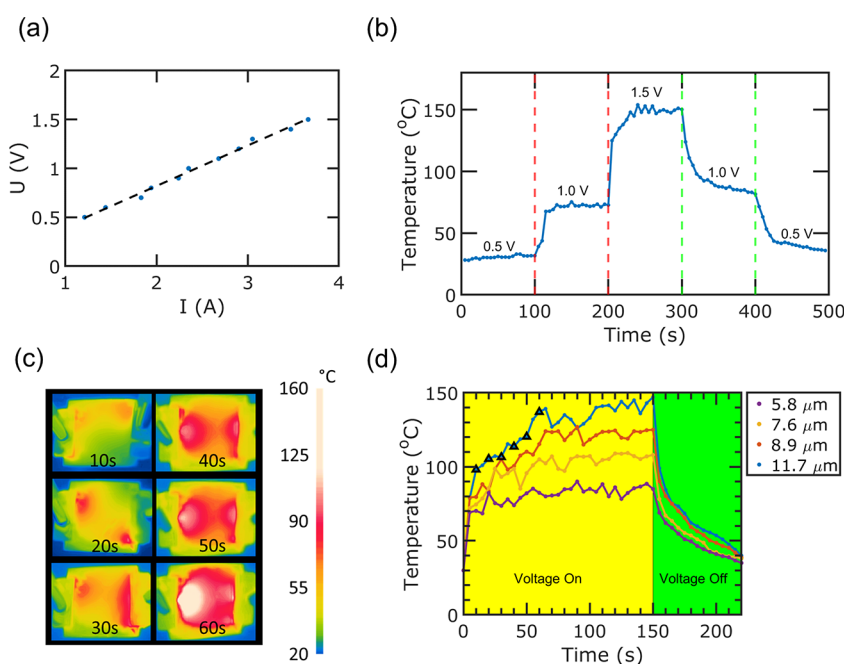 (a)
2
1.5
1
0.5
0
U (V)
1
2
3
4
I (A)
(b)
150
100
50
0
Temperature (°C)
0.5 V
1.0 V
1.5 V
1.0 V
0.5 V
0
100
200
300
400
500
Time (s)
(c)
10s
40s
20s
50s
30s
60s
°C
160
125
90
55
20
(d)
150
100
50
0
Temperature (°C)
Voltage On
Voltage Off
0
50
100
150
200
Time (s)
5.8 μm
7.6 μm
8.9 μm
11.7 μm